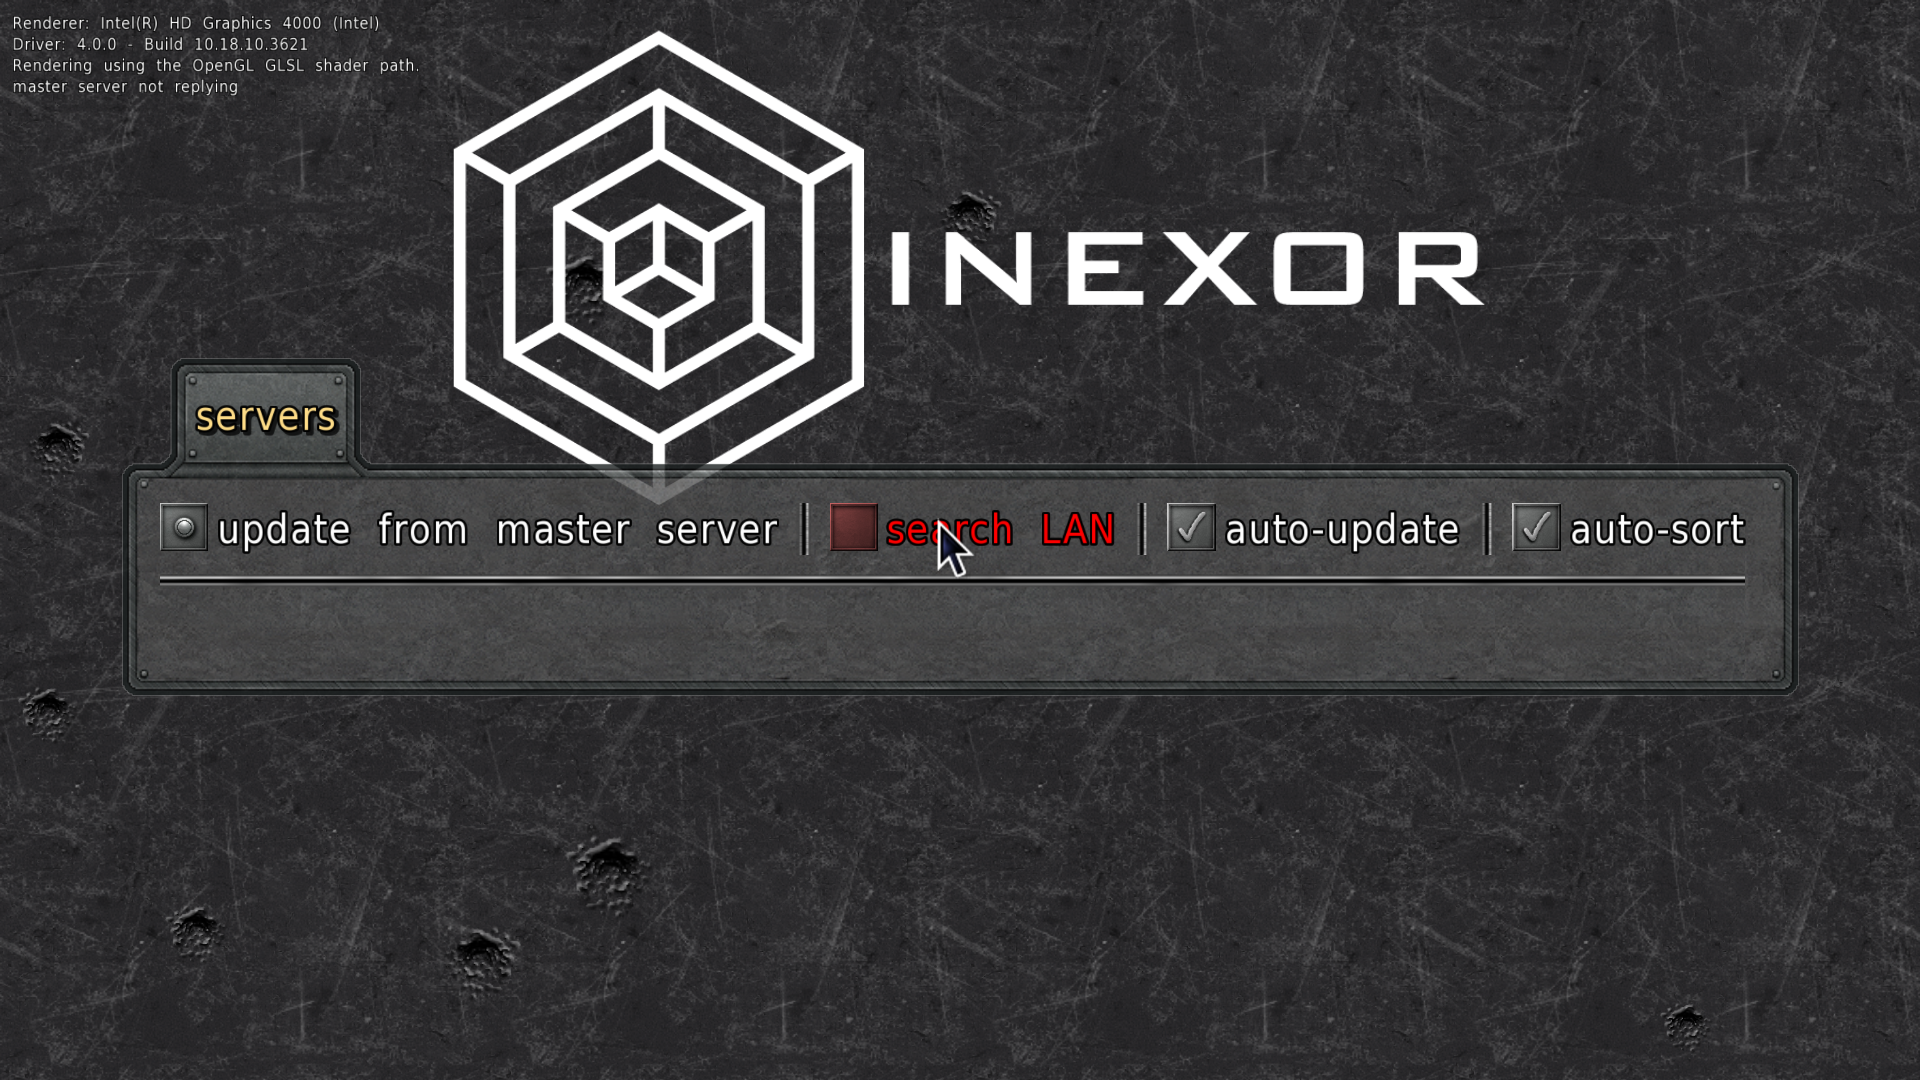 Renderer: Intel(R) HD Graphics 4000 (Intel)
Driver: 4.0.0 - Build 10.18.10.3621
Rendering using the OpenGL GLSL shader path.
master server not replying
INEXOR
servers
update from master server search LAN auto-update auto-sort